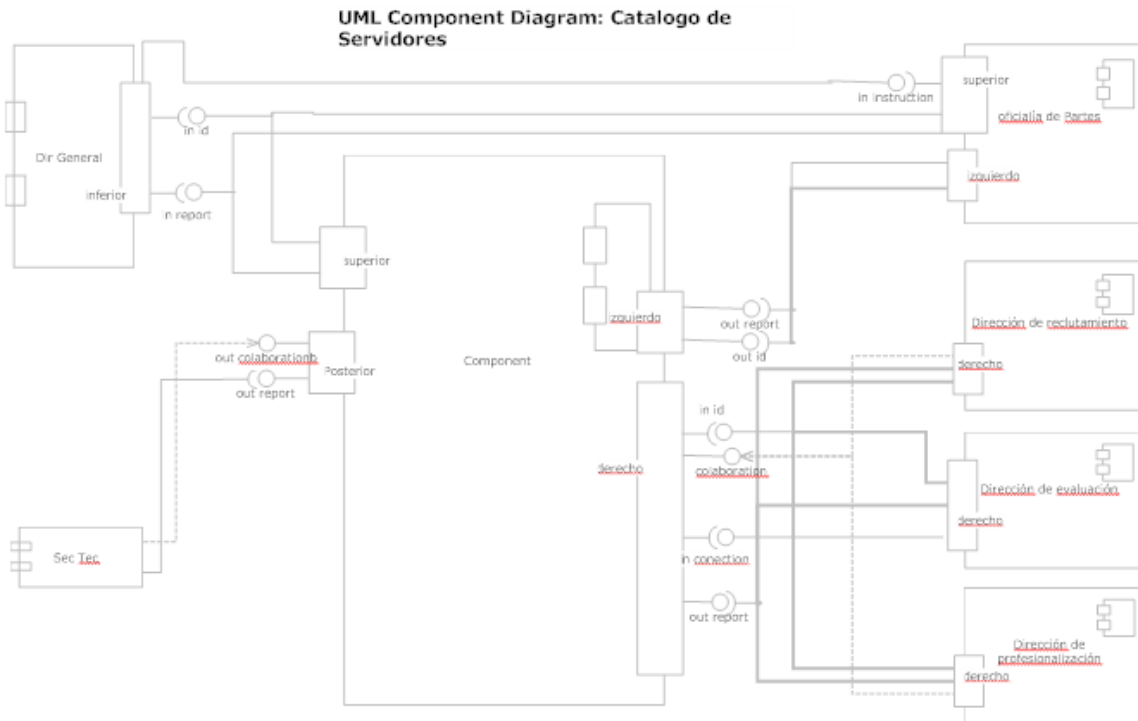 UML Component Diagram: Catalogo de
Servidores
superior
in instruction
oficialía de Partes
in id
Dir General
izquierdo
inferior
in report
superior
izquierdo
out report
Dirección de reclutamiento
out id
out colaborationb
Component
Posterior
derecho
out report
in id
derecho
colaboration
Dirección de evaluación
derecho
Sec Tec
in conection
out report
Dirección de
profesionalización
derecho